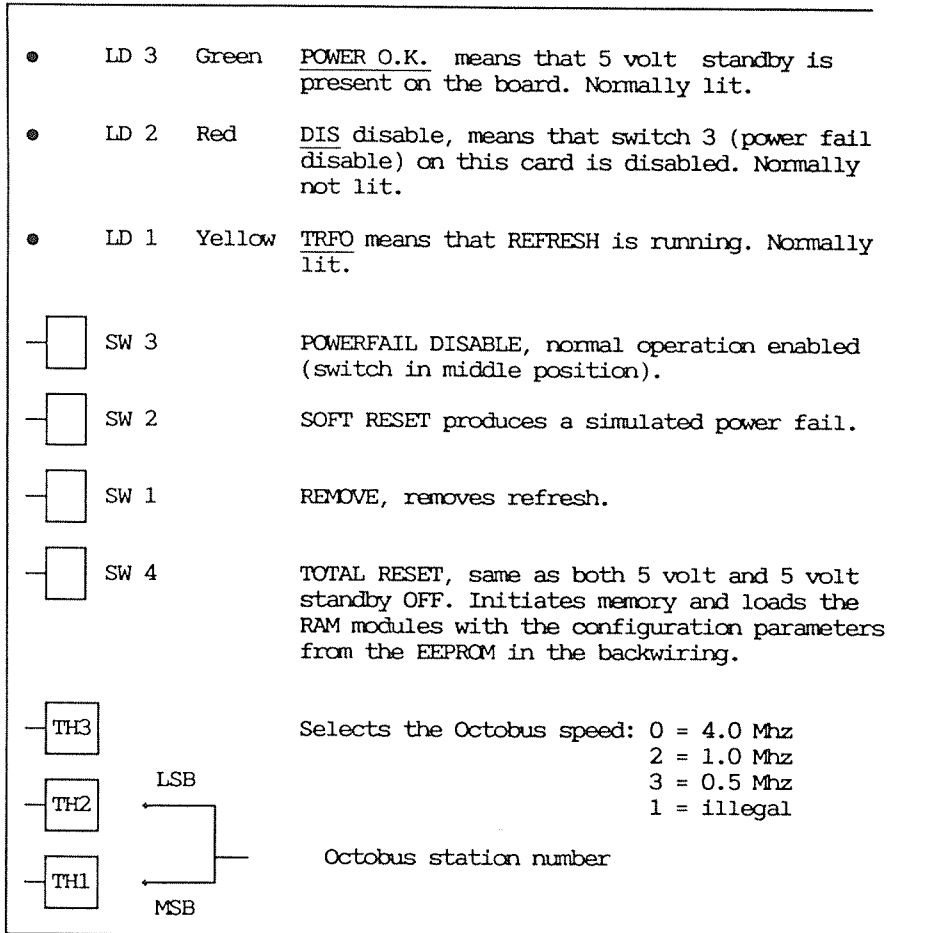 LD 3 Green POWER O.K. means that 5 volt standby is
present on the board. Normally lit.
LD 2 Red DIS disable, means that switch 3 (power fail
disable) on this card is disabled. Normally
not lit.
LD 1 Yellow TRFO means that REFRESH is running. Normally
lit.
SW 3 POWERFAIL DISABLE, normal operation enabled
(switch in middle position).
SW 2 SOFT RESET produces a simulated power fail.
SW 1 REMOVE, removes refresh.
SW 4 TOTAL RESET, same as both 5 volt and 5 volt
standby OFF. Initiates memory and loads the
RAM modules with the configuration parameters
from the EEPROM in the backwiring.
TH3 Selects the Octobus speed: 0 = 4.0 Mhz
2 = 1.0 Mhz
3 = 0.5 Mhz
1 = illegal
LSB
TH2
Octobus station number
TH1
MSB